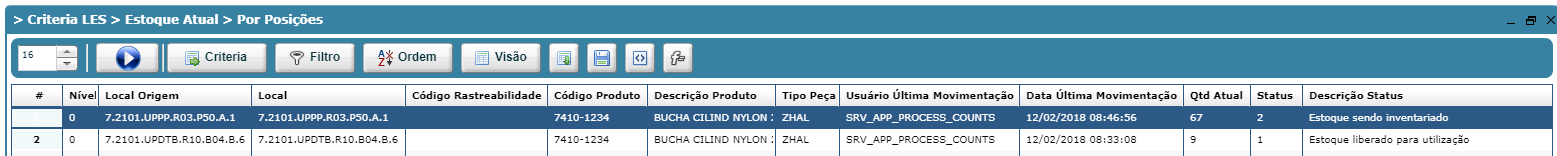 > Criteria LES > Estoque Atual > Por Posições
16 Criteria Filtro Ordem Visão
# Nível Local Origem Local Código Rastreabilidade Código Produto Descrição Produto Tipo Peça Usuário Última Movimentação Data Última Movimentação Qtd Atual Status Descrição Status
1 0 7.2101.UPPP.R03.P50.A.1 7.2101.UPPP.R03.P50.A.1 7410-1234 BUCHA CILIND NYLON ZHAL SRV_APP_PROCESS_COUNTS 12/02/2018 08:46:56 67 2 Estoque sendo inventariado
2 0 7.2101.UPDTB.R10.B04.B.6 7.2101.UPDTB.R10.B04.B.6 7410-1234 BUCHA CILIND NYLON ZHAL SRV_APP_PROCESS_COUNTS 12/02/2018 08:33:08 9 1 Estoque liberado para utilização